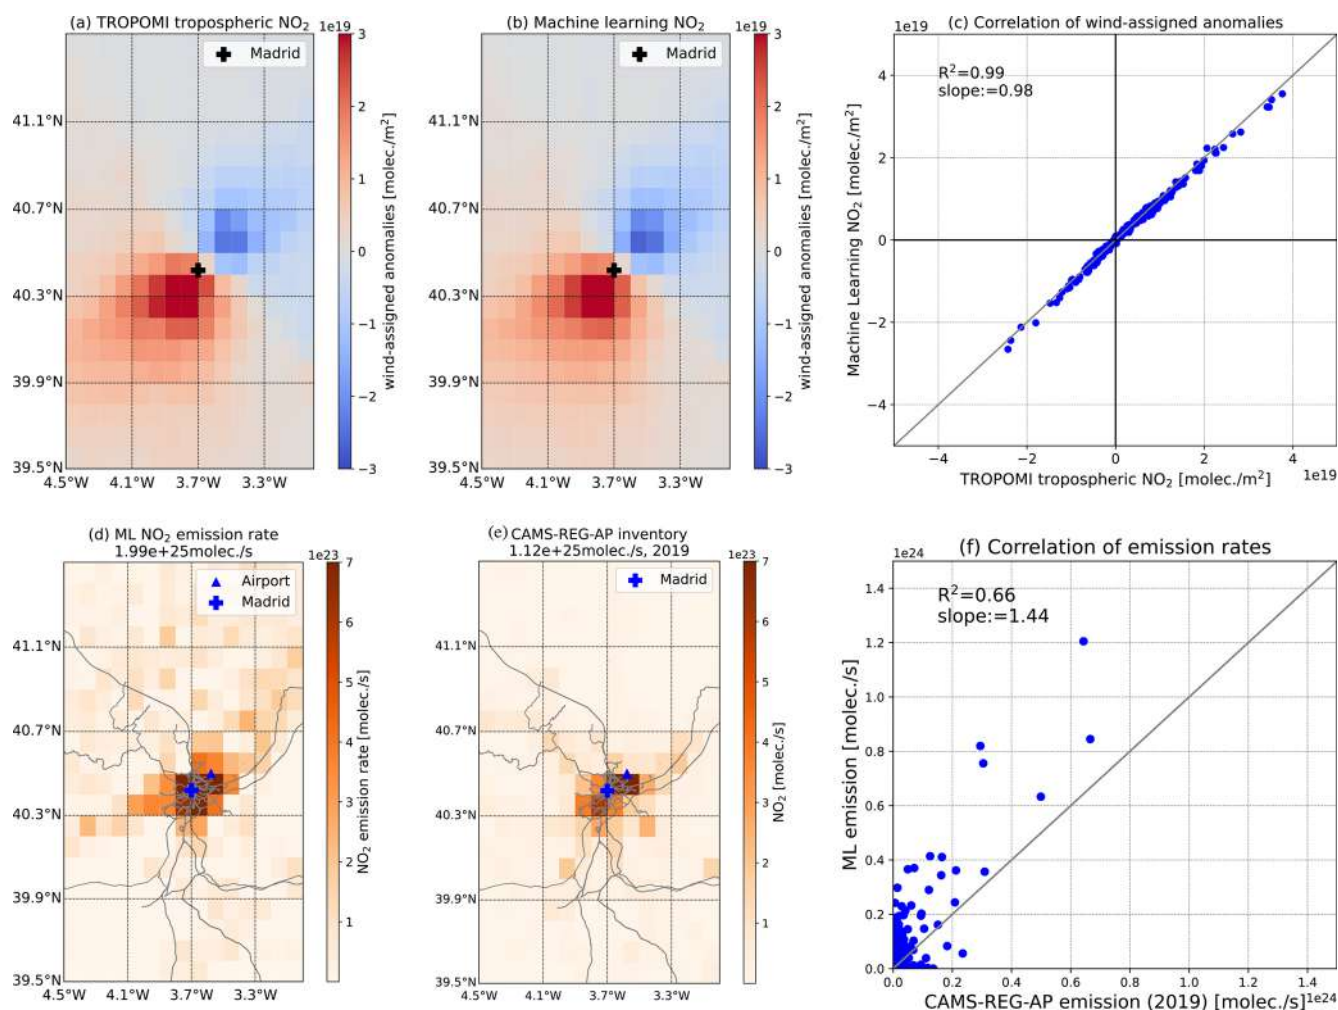 (a) TROPOMI tropospheric NO₂
1e19
Madrid
41.1°N
40.7°N
40.3°N
39.9°N
39.5°N
4.5°W
4.1°W
3.7°W
3.3°W
3
2
1
0
−1
−2
−3
wind-assigned anomalies [molec./m²]
(b) Machine learning NO₂
1e19
Madrid
41.1°N
40.7°N
40.3°N
39.9°N
39.5°N
4.5°W
4.1°W
3.7°W
3.3°W
3
2
1
0
−1
−2
−3
wind-assigned anomalies [molec./m²]
(c) Correlation of wind-assigned anomalies
1e19
R²=0.99
slope:=0.98
Machine Learning NO₂ [molec./m²]
4
2
0
−2
−4
−4
−2
0
2
4
1e19
TROPOMI tropospheric NO₂ [molec./m²]
(d) ML NO₂ emission rate
1.99e+25molec./s
1e23
Airport
Madrid
41.1°N
40.7°N
40.3°N
39.9°N
39.5°N
4.5°W
4.1°W
3.7°W
3.3°W
7
6
5
4
3
2
1
NO₂ emission rate [molec./s]
(e) CAMS-REG-AP inventory
1.12e+25molec./s, 2019
1e23
Madrid
41.1°N
40.7°N
40.3°N
39.9°N
39.5°N
4.5°W
4.1°W
3.7°W
3.3°W
7
6
5
4
3
2
1
NO₂ [molec./s]
(f) Correlation of emission rates
1e24
R²=0.66
slope:=1.44
ML emission [molec./s]
1.4
1.2
1.0
0.8
0.6
0.4
0.2
0.0
0.0
0.2
0.4
0.6
0.8
1.0
1.2
1.4
CAMS-REG-AP emission (2019) [molec./s]
1e24